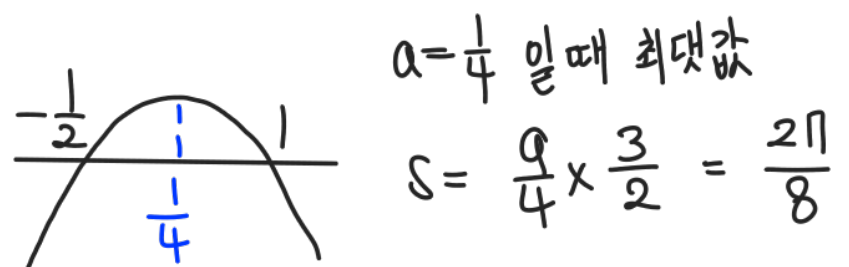 a = 1/4 일 때 최댓값
-1/2 1
1/4
S = 9/4 × 3/2 = 27/8